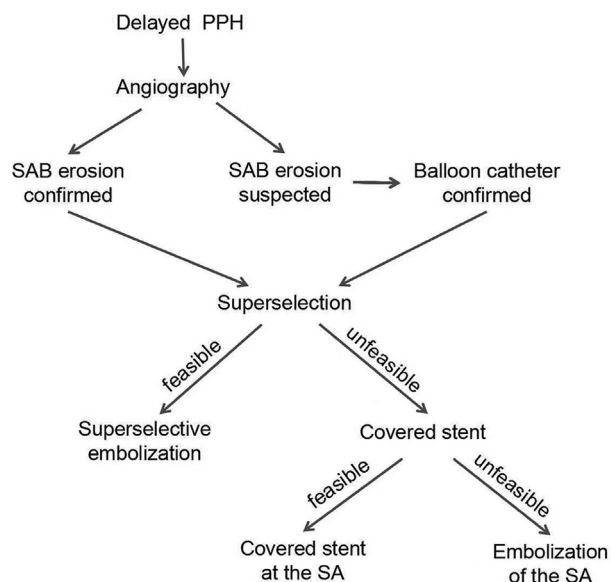 Delayed PPH
Angiography
SAB erosion
confirmed
SAB erosion
suspected
Balloon catheter
confirmed
Superselection
feasible
unfeasible
Superselective
embolization
Covered stent
feasible
unfeasible
Covered stent
at the SA
Embolization
of the SA